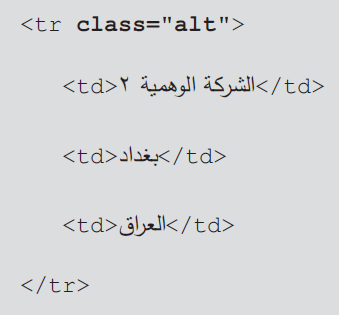 <tr class="alt">
<td>الشركة الوهمية ٢</td>
<td>بغداد</td>
<td>العراق</td>
</tr>